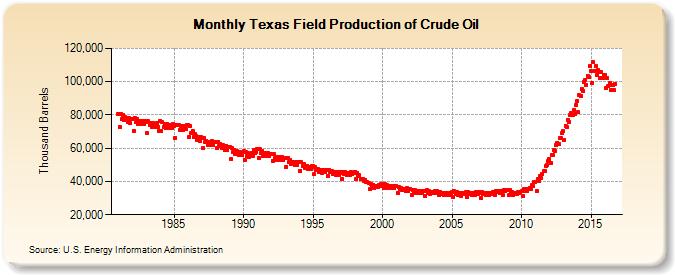 Monthly Texas Field Production of Crude Oil
Thousand Barrels
120,000
100,000
80,000
60,000
40,000
20,000
1985 1990 1995 2000 2005 2010 2015
Source: U.S. Energy Information Administration